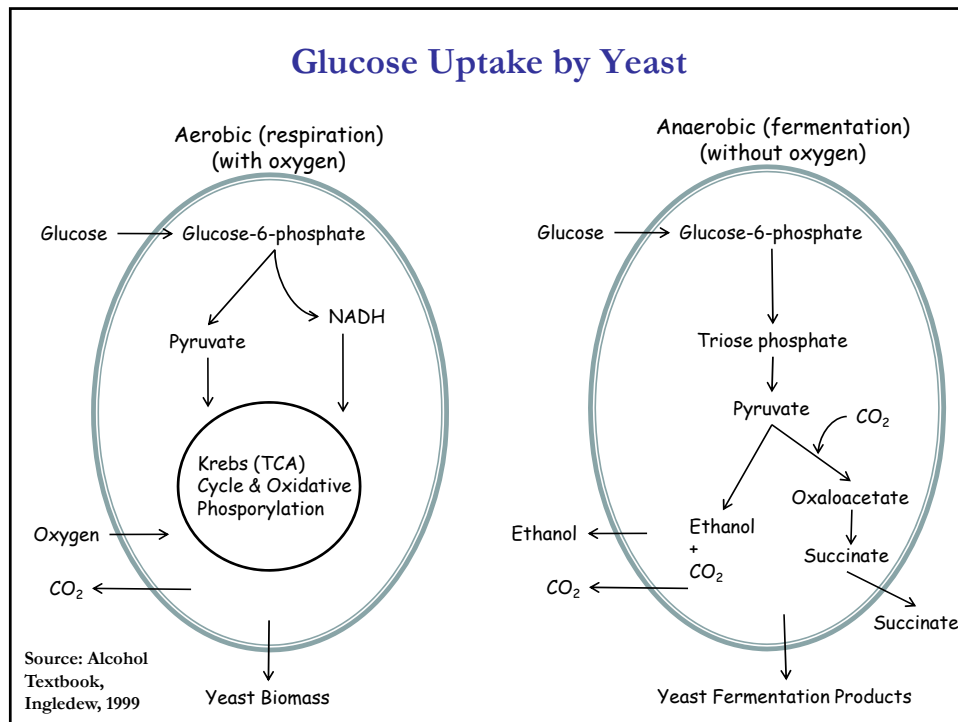 Glucose Uptake by Yeast
Aerobic (respiration)
(with oxygen)
Glucose
Glucose-6-phosphate
NADH
Pyruvate
Krebs (TCA)
Cycle & Oxidative
Phosporylation
Oxygen
CO₂
Yeast Biomass
Source: Alcohol
Textbook,
Ingledew, 1999
Anaerobic (fermentation)
(without oxygen)
Glucose
Glucose-6-phosphate
Triose phosphate
Pyruvate
CO₂
Oxaloacetate
Succinate
Succinate
Ethanol
+
CO₂
Ethanol
CO₂
Yeast Fermentation Products